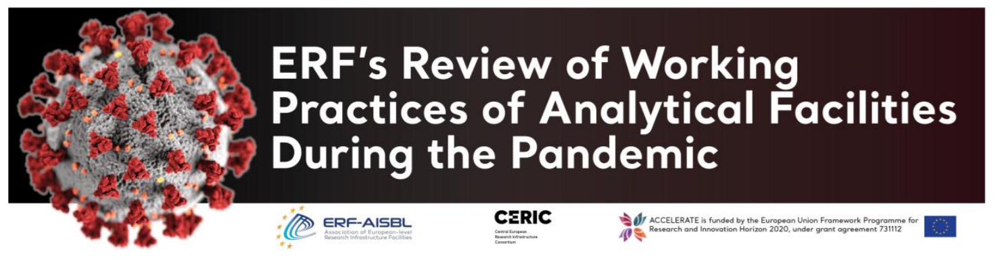 ERF's Review of Working
Practices of Analytical Facilities
During the Pandemic
ERF-AISBL
Association of European-level
Research Infrastructure Facilities
CERIC
Central European
Research Infrastructure
Consortium
ACCELERATE is funded by the European Union Framework Programme for
Research and Innovation Horizon 2020, under grant agreement 731112